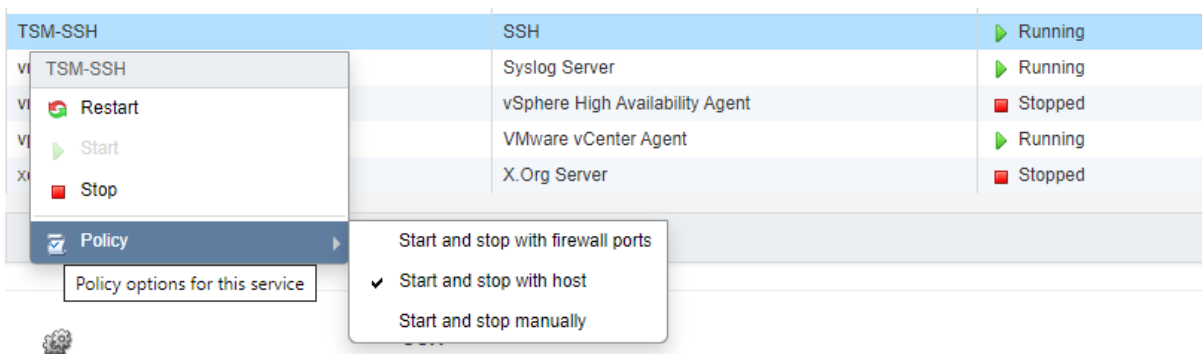 TSM-SSH SSH Running
TSM-SSH
Syslog Server Running
Restart
vSphere High Availability Agent Stopped
Start
VMware vCenter Agent Running
Stop
X.Org Server Stopped
Policy
Start and stop with firewall ports
Policy options for this service
Start and stop with host
Start and stop manually